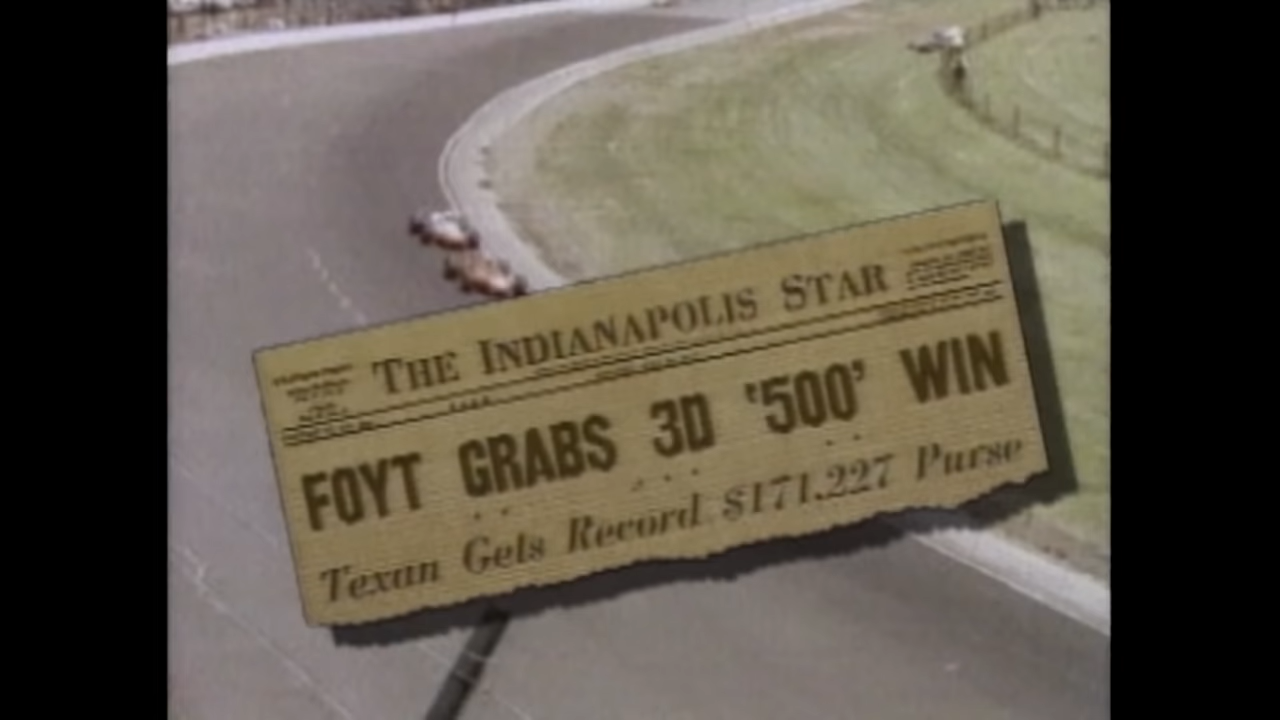 THE INDIANAPOLIS STAR
FOYT GRABS 3D '500' WIN
Texan Gets Record $171,227 Purse